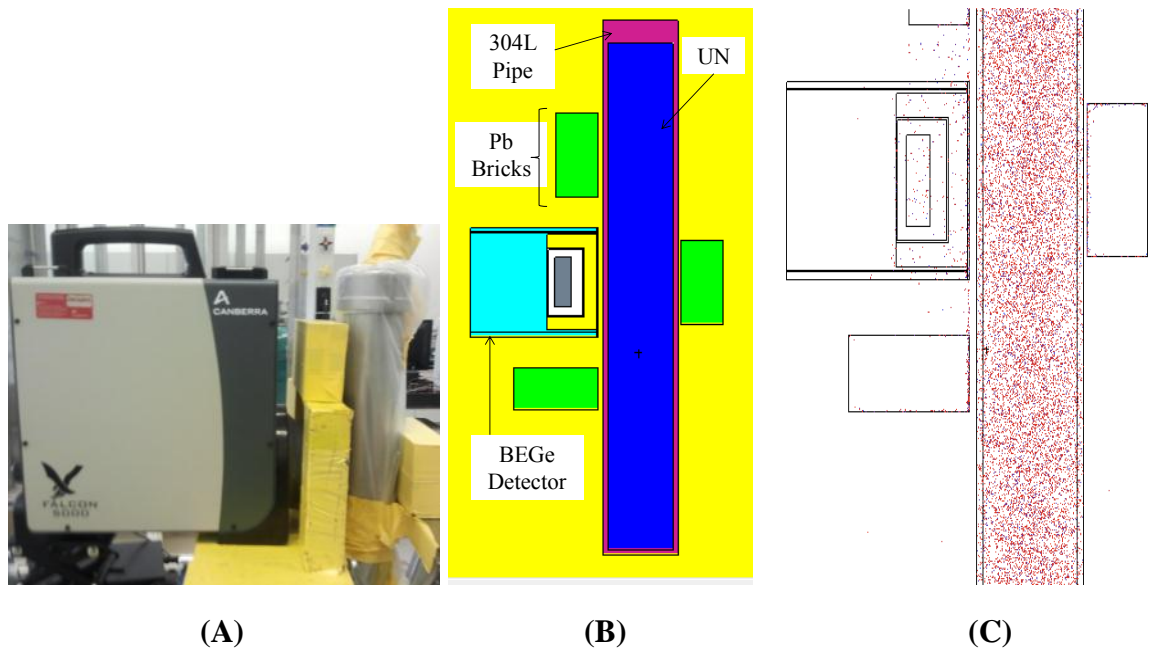 A
CANBERRA
FALCON
5000
304L
Pipe
UN
Pb
Bricks
BEGe
Detector
(A)
(B)
(C)